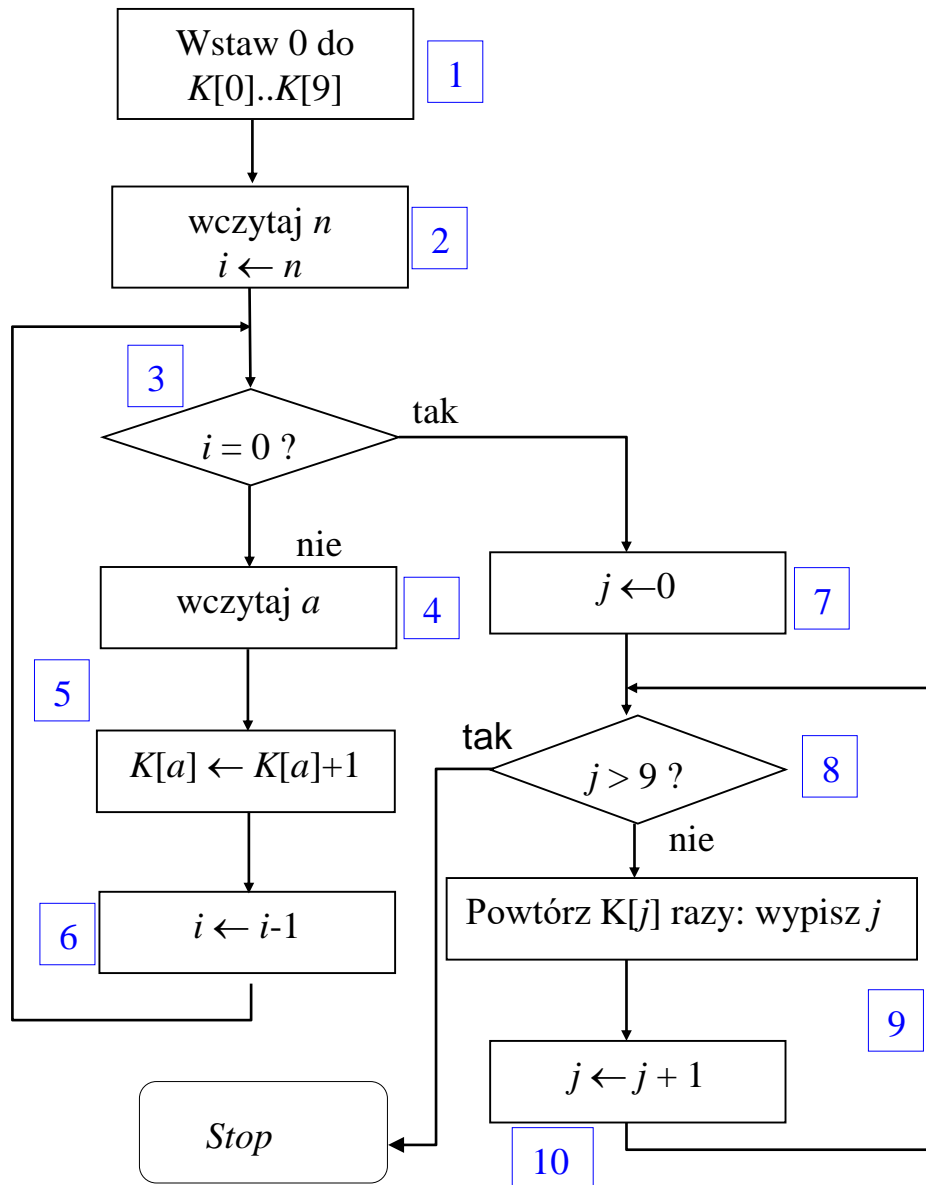 Wstaw 0 do
K[0]..K[9]
1
wczytaj n
i ← n
2
3
i = 0 ?
tak
nie
wczytaj a
4
j ←0
7
5
K[a] ← K[a]+1
tak
j > 9 ?
8
nie
6
i ← i-1
Powtórz K[j] razy: wypisz j
9
j ← j + 1
10
Stop